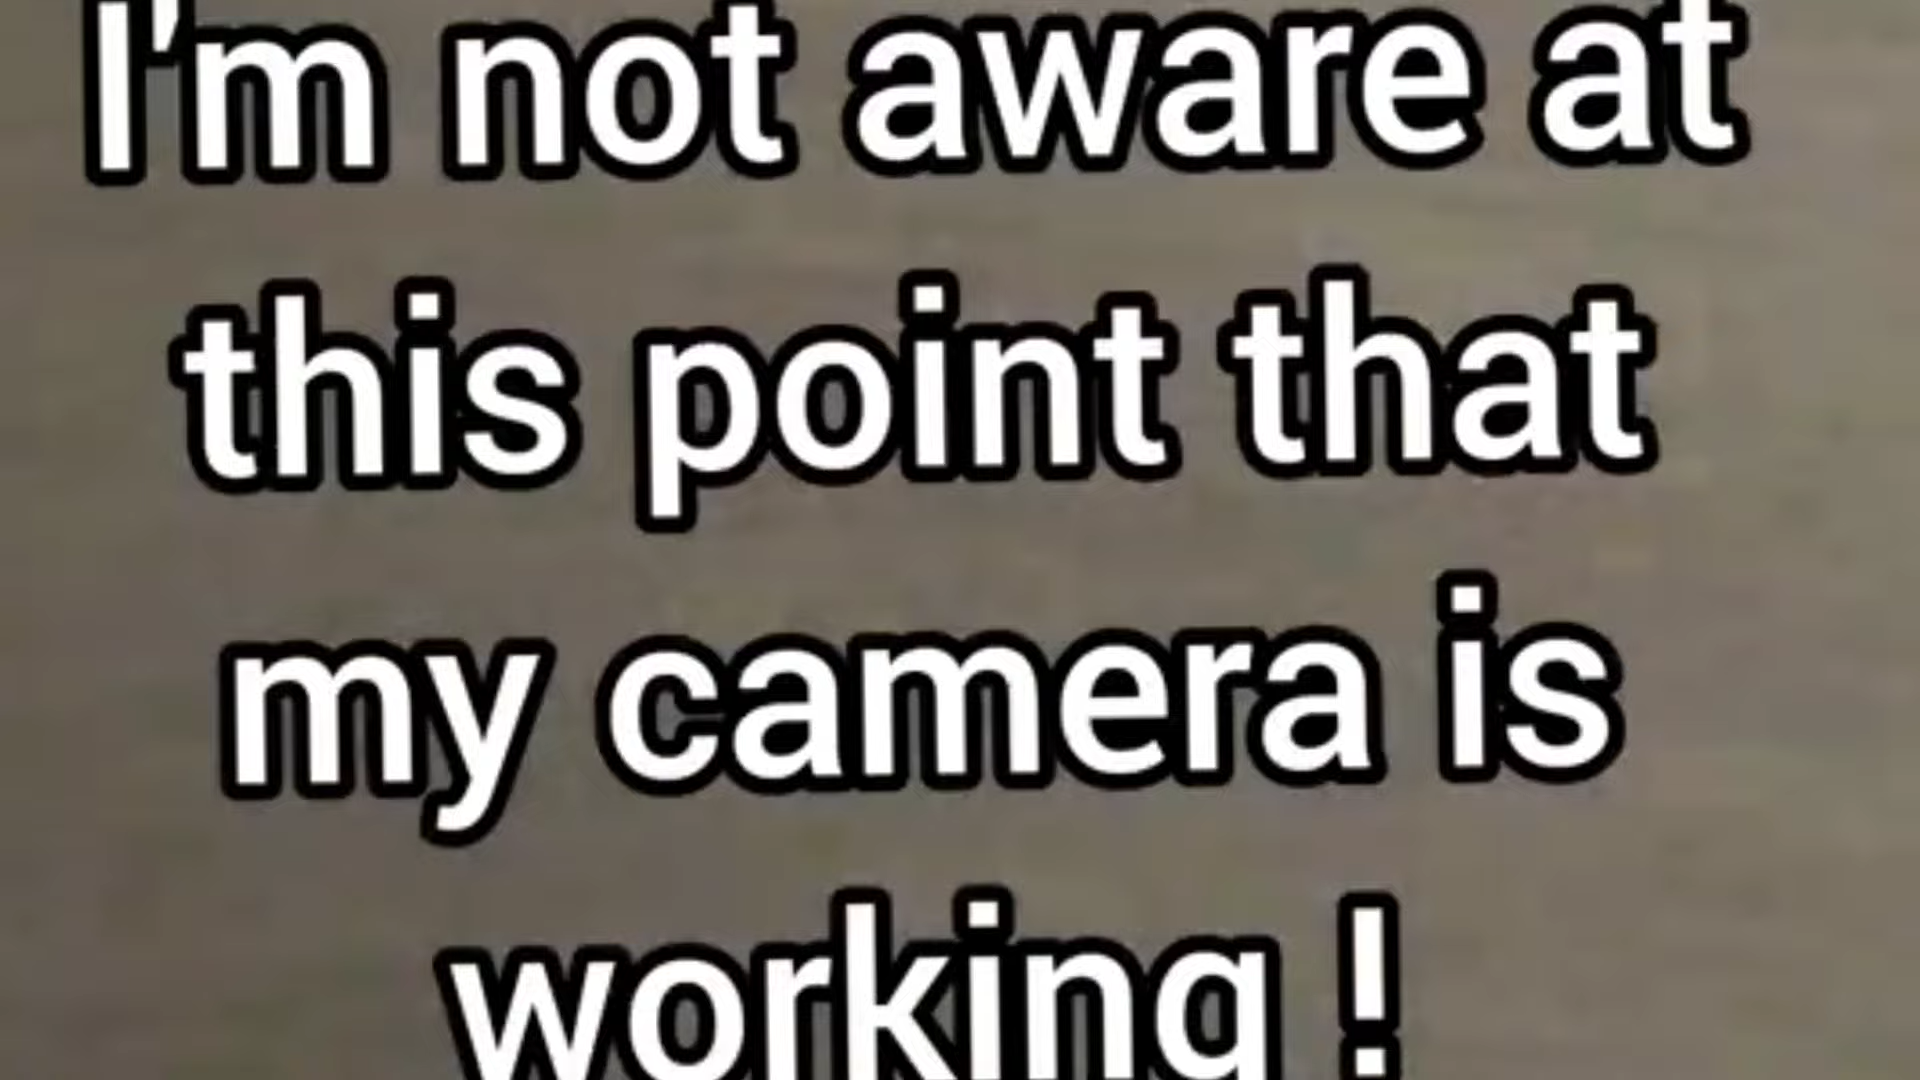 I'm not aware at
this point that
my camera is
working !